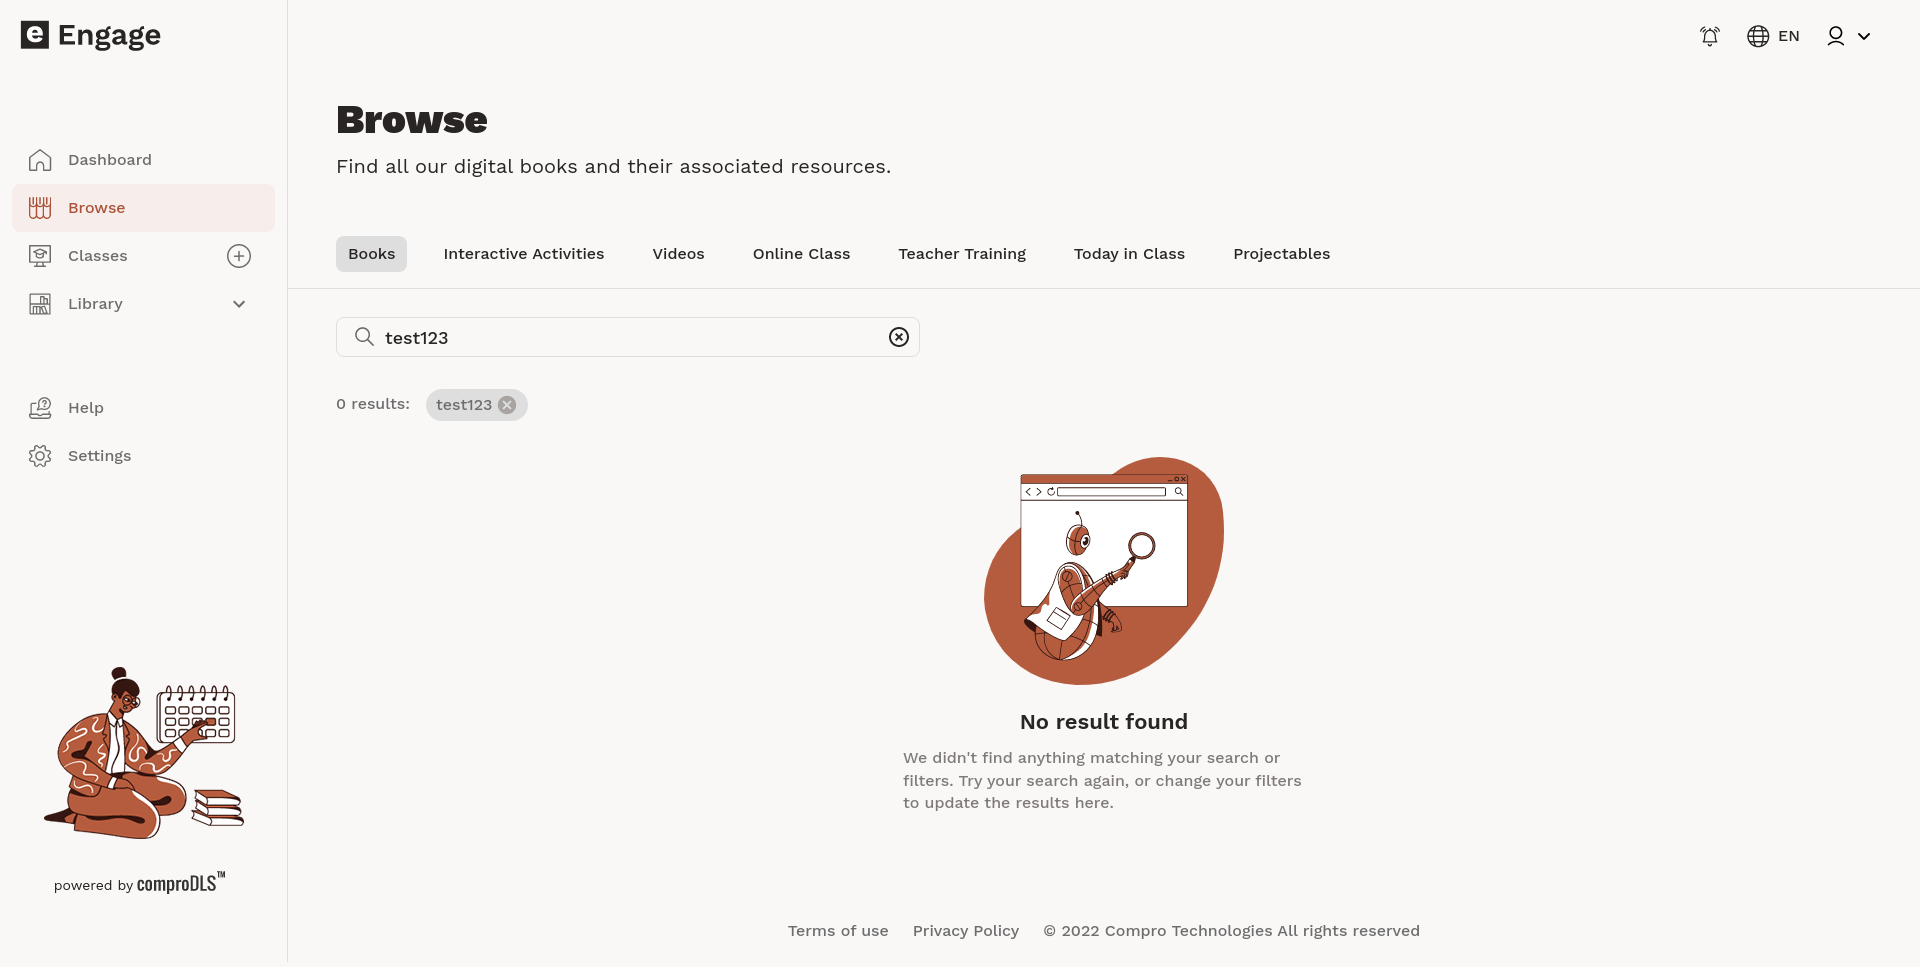 e Engage
EN
Dashboard
Browse
Classes
Library
Help
Settings
powered by comproDLS™
Browse
Find all our digital books and their associated resources.
Books Interactive Activities Videos Online Class Teacher Training Today in Class Projectables
test123
0 results: test123
No result found
We didn't find anything matching your search or
filters. Try your search again, or change your filters
to update the results here.
Terms of use Privacy Policy © 2022 Compro Technologies All rights reserved